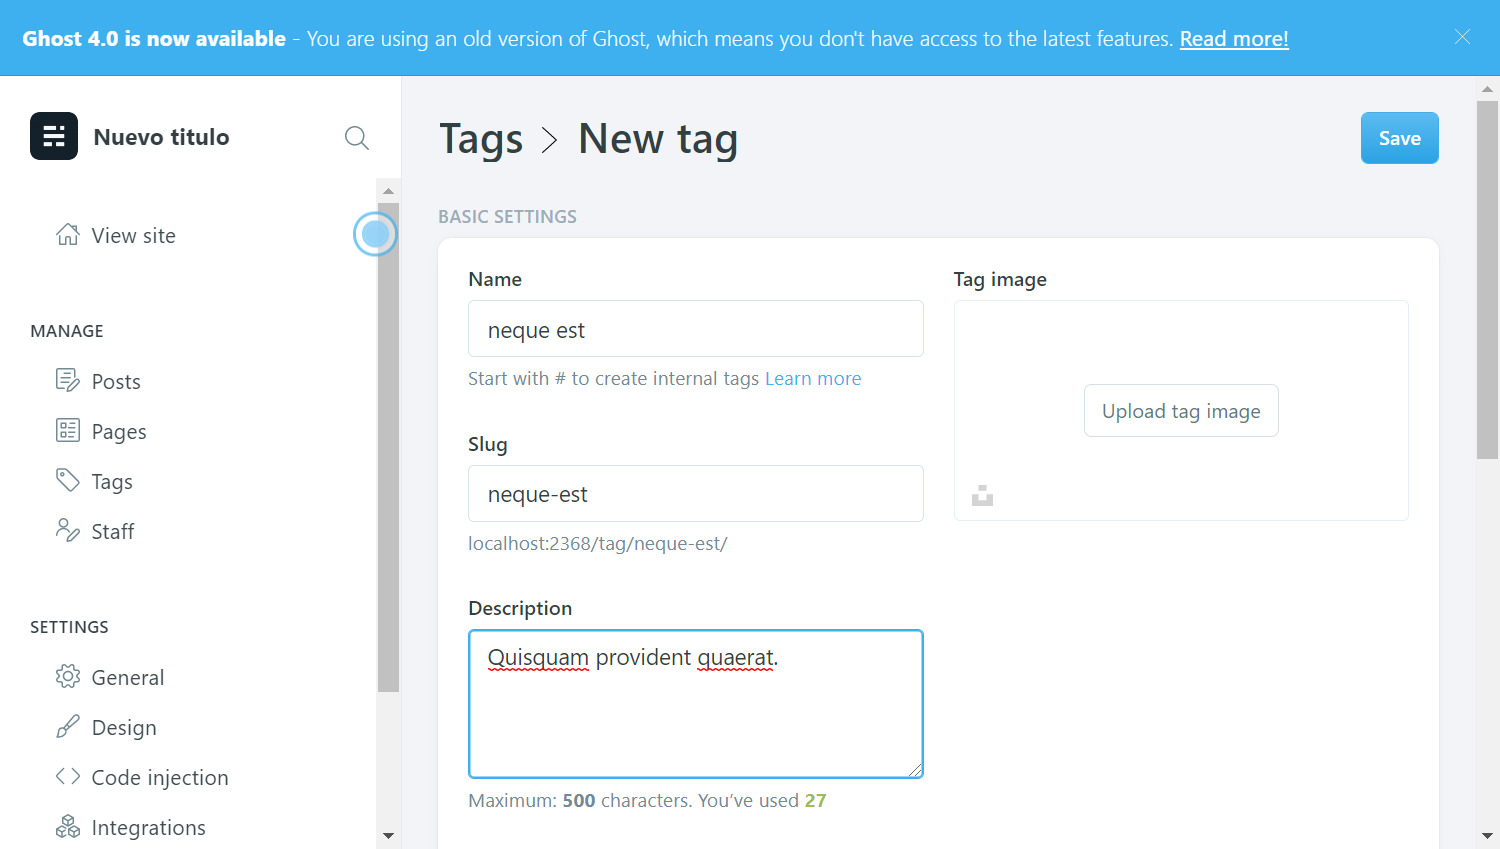 Ghost 4.0 is now available - You are using an old version of Ghost, which means you don't have access to the latest features. Read more!
Nuevo titulo
View site
MANAGE
Posts
Pages
Tags
Staff
SETTINGS
General
Design
Code injection
Integrations
Tags > New tag
Save
BASIC SETTINGS
Name
neque est
Start with # to create internal tags Learn more
Slug
neque-est
localhost:2368/tag/neque-est/
Description
Quisquam provident quaerat.
Maximum: 500 characters. You’ve used 27
Tag image
Upload tag image